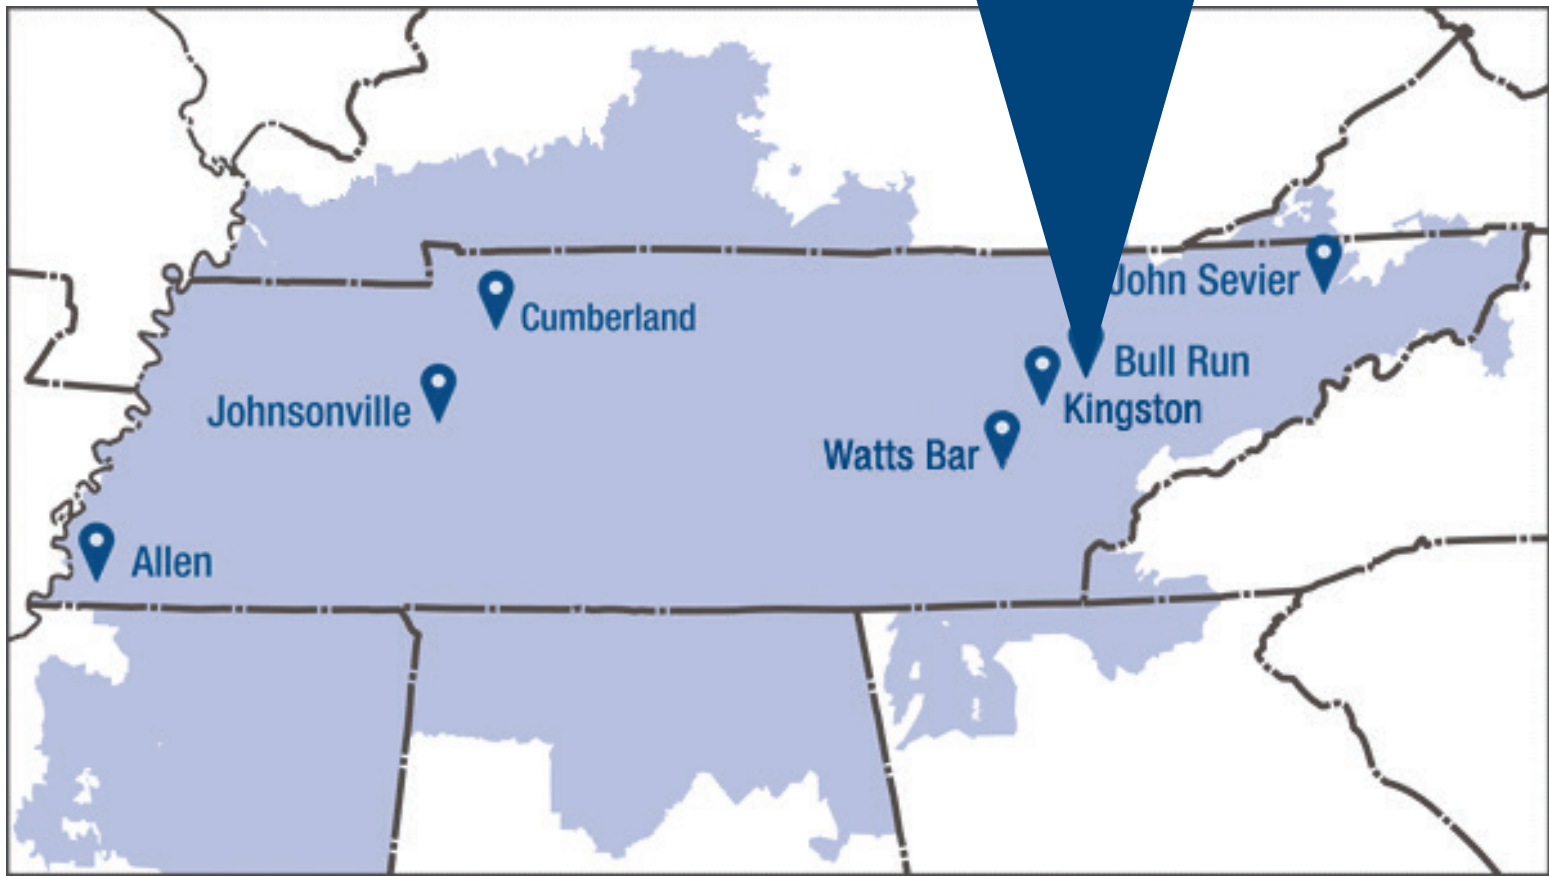 John Sevier
Cumberland
Bull Run
Johnsonville
Kingston
Watts Bar
Allen